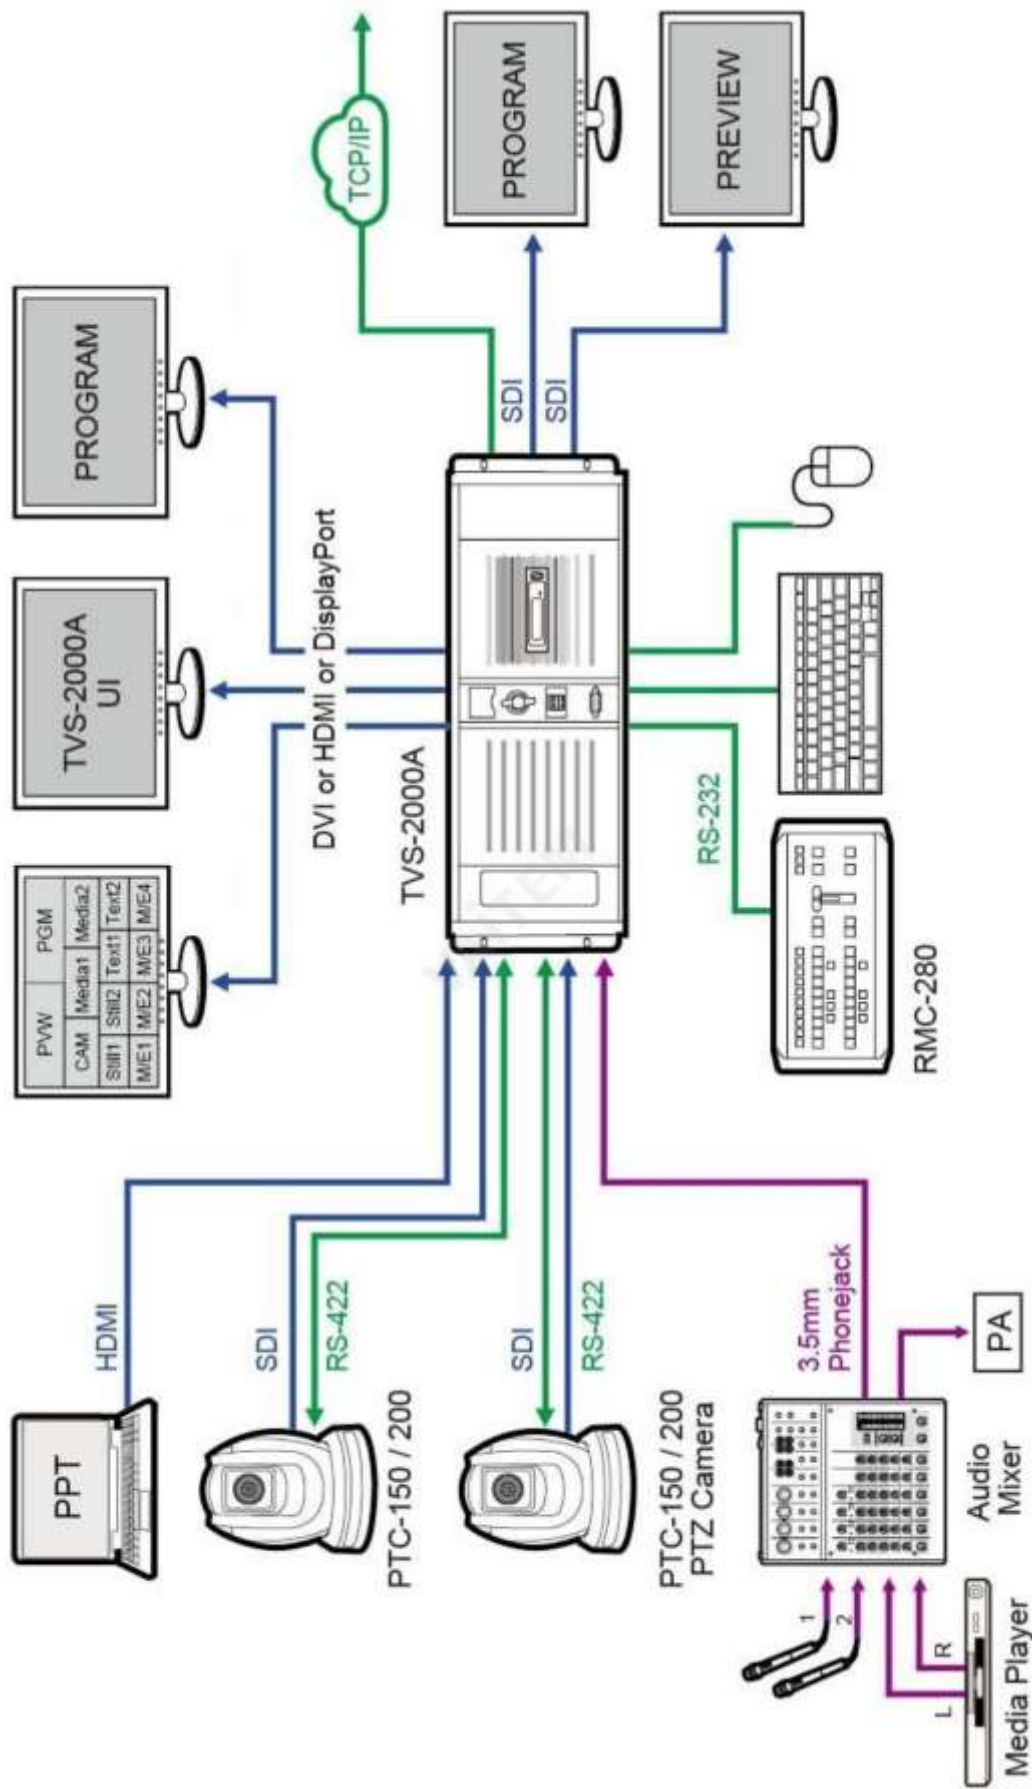 PVW
PGM
CAM
Media1
Media2
Still1
Still2
Text1
Text2
M/E1
M/E2
M/E3
M/E4
TVS-2000A
UI
PROGRAM
DVI or HDMI or DisplayPort
TCP/IP
PPT
HDMI
TVS-2000A
SDI
SDI
PROGRAM
PREVIEW
SDI
RS-422
PTC-150 / 200
SDI
RS-422
PTC-150 / 200
PTZ Camera
RS-232
RMC-280
3.5mm
Phonejack
PA
1
2
L
R
Audio
Mixer
Media Player